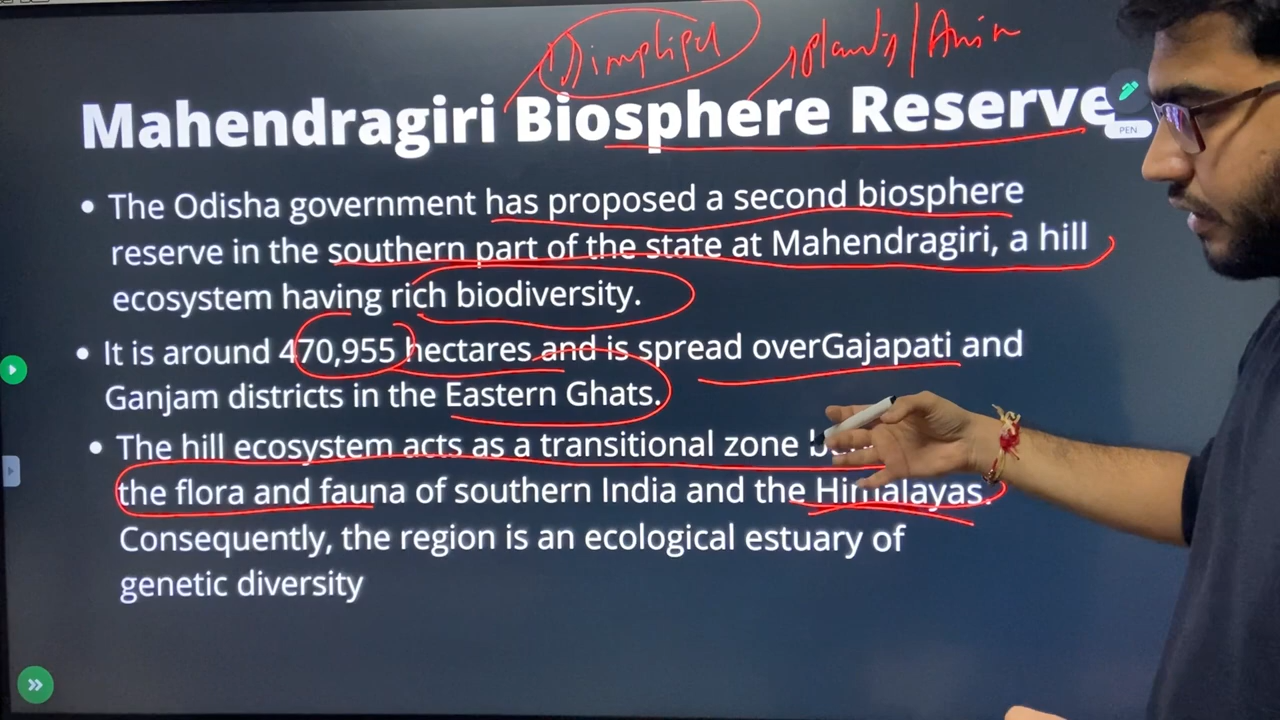 Simlipal
plants/Anim
Mahendragiri Biosphere Reserve
PEN
• The Odisha government has proposed a second biosphere
reserve in the southern part of the state at Mahendragiri, a hill
ecosystem having rich biodiversity.
• It is around 470,955 hectares and is spread overGajapati and
Ganjam districts in the Eastern Ghats.
• The hill ecosystem acts as a transitional zone
the flora and fauna of southern India and the Himalayas.
Consequently, the region is an ecological estuary of
genetic diversity